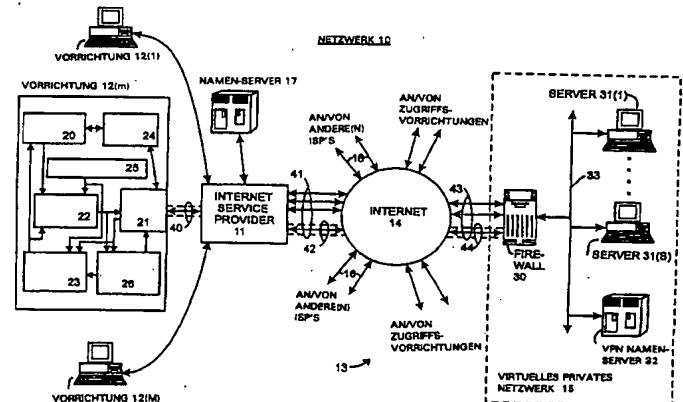 NETZWERK 10
VORRICHTUNG 12(1)
VORRICHTUNG 12(m)
20
24
25
22
21
23
26
40
NAMEN-SERVER 17
INTERNET
SERVICE
PROVIDER
11
41
42
AN/VON
ANDERE(N)
ISP'S
16
AN/VON
ZUGRIFFS-
VORRICHTUNGEN
INTERNET
14
16
AN/VON
ANDERE(N)
ISP'S
AN/VON
ZUGRIFFS-
VORRICHTUNGEN
13
43
44
FIRE-
WALL
30
SERVER 31(1)
33
SERVER 31(S)
VPN NAMEN-
SERVER 32
VIRTUELLES PRIVATES
NETZWERK 15
VORRICHTUNG 12(M)